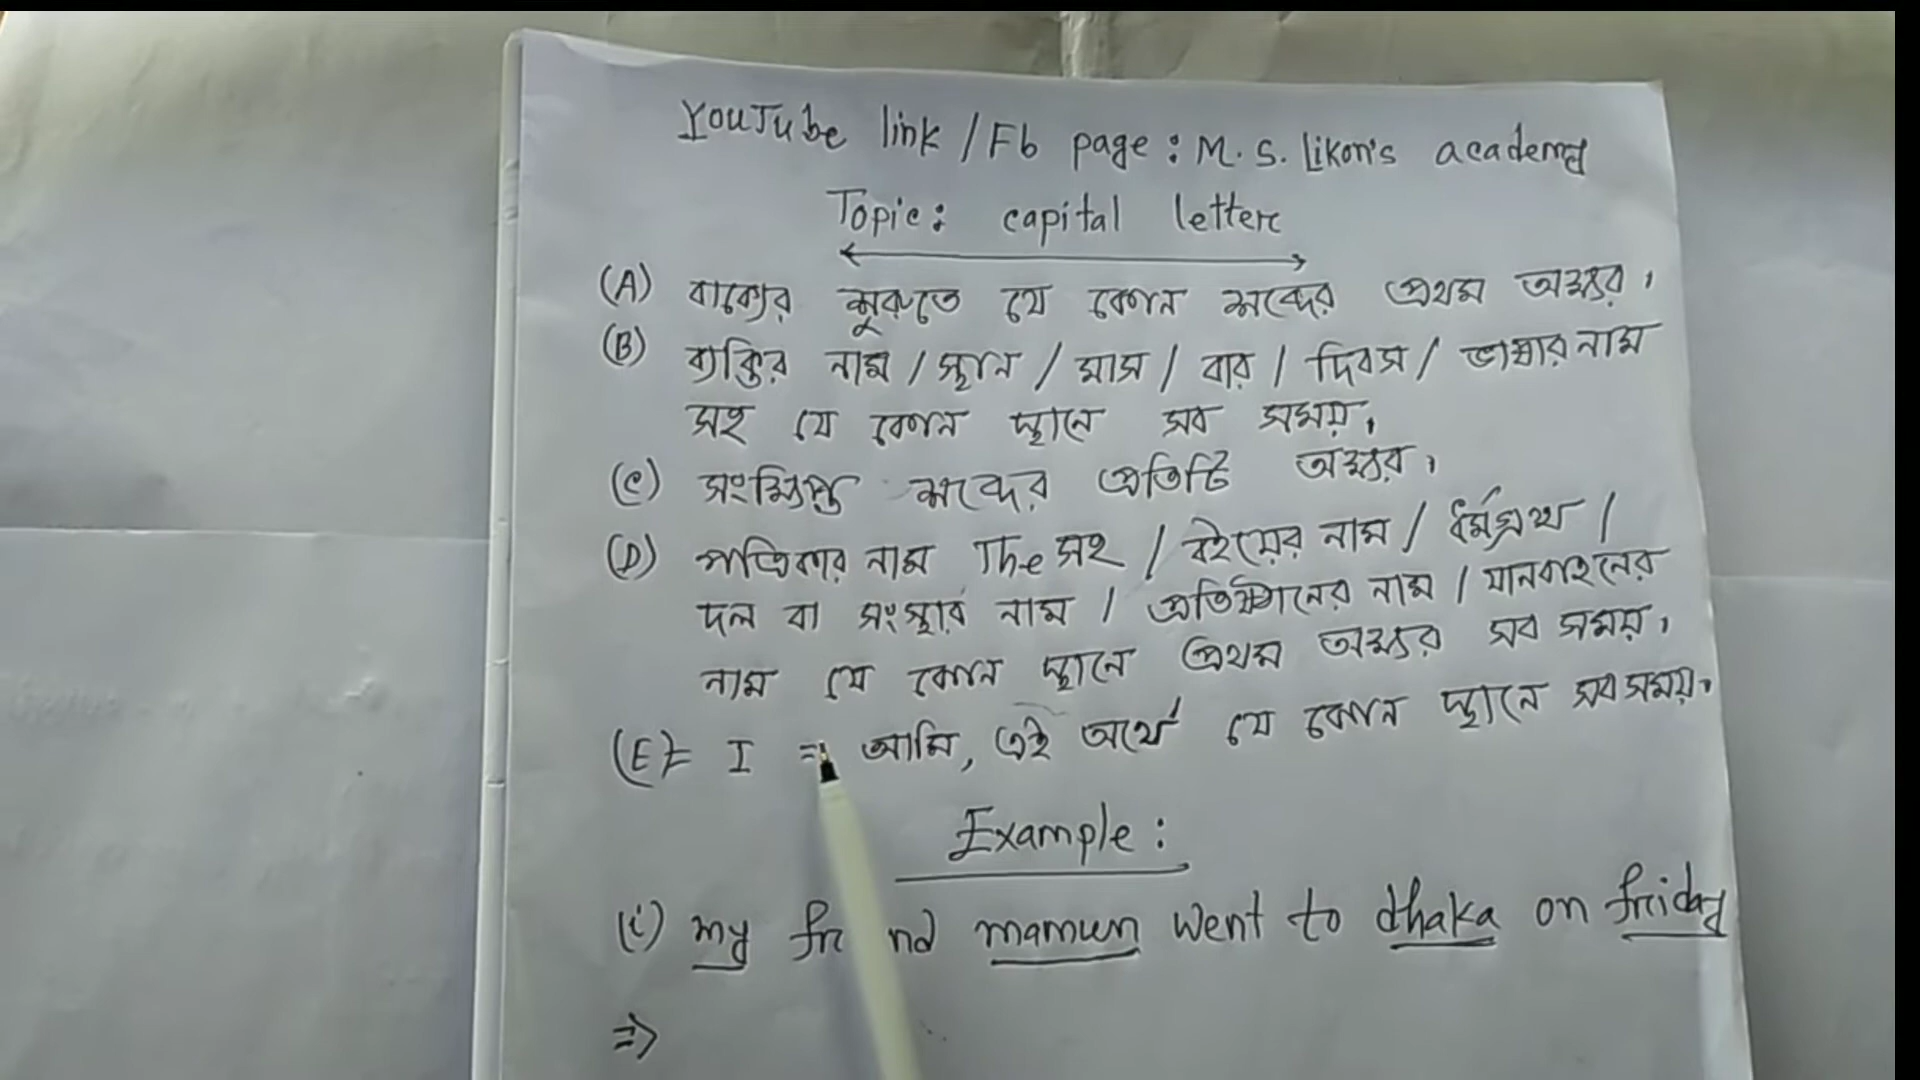 YouTube link / Fb page : M. S. Likon's academy
Topic : capital letter
(A) বাক্যের শুরুতে যে কোন শব্দের প্রথম অক্ষর।
(B) ব্যক্তির নাম / স্থান / মাস / বার / দিবস / ভাষার নাম
সহ যে কোন স্থানে সব সময়।
(C) সংক্ষিপ্ত শব্দের প্রতিটি অক্ষর।
(D) পত্রিকার নাম The সহ / বইয়ের নাম / ধর্মগ্রন্থ /
দল বা সংস্থার নাম / প্রতিষ্ঠানের নাম / যানবাহনের
নাম যে কোন স্থানে প্রথম অক্ষর সব সময়।
(E) = I = আমি, এই অর্থে যে কোন স্থানে সব সময়।
Example :
(i) my mamun went to dhaka on friday
⇒